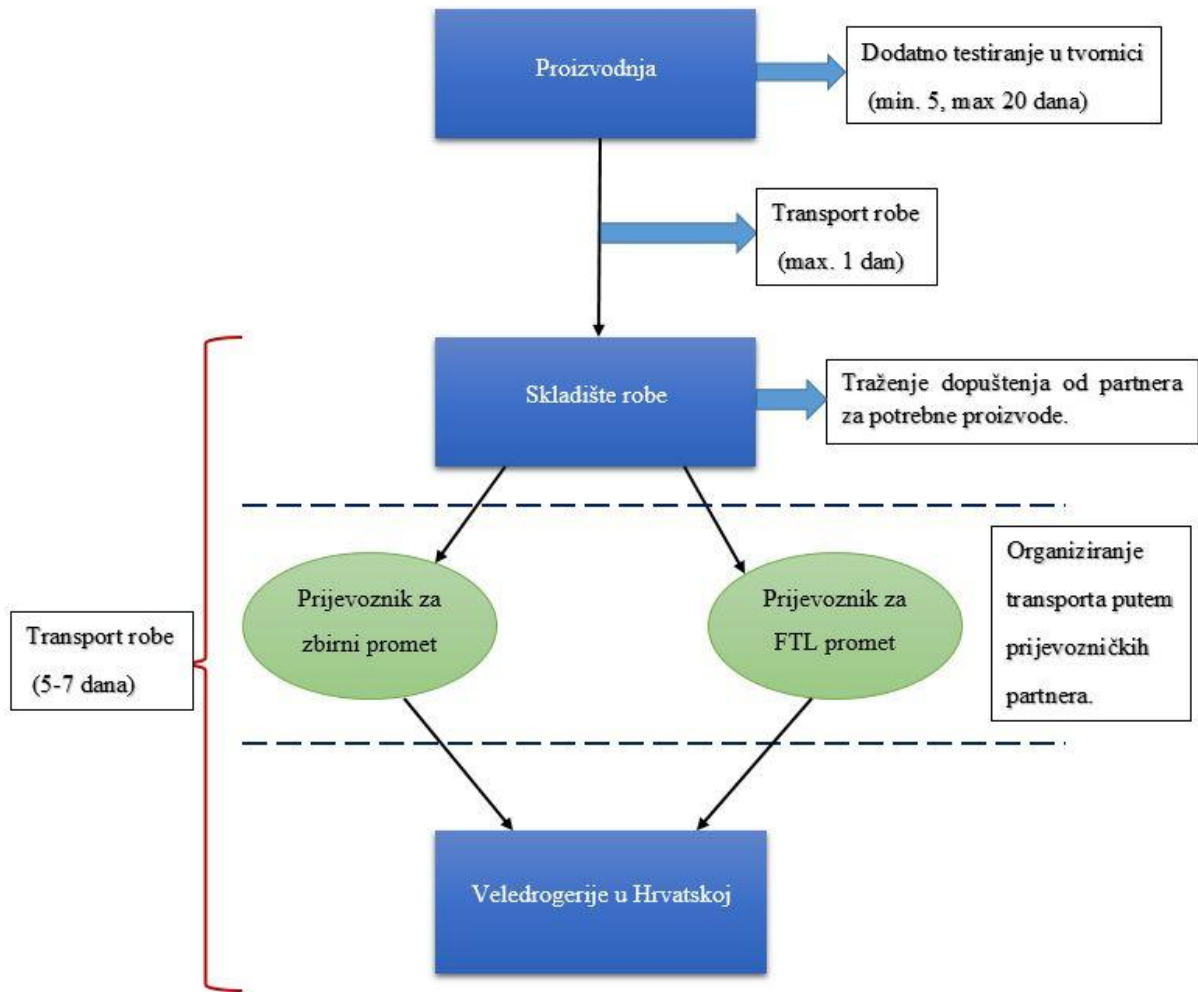 Proizvodnja
Dodatno testiranje u tvornici
(min. 5, max 20 dana)
Transport robe
(max. 1 dan)
Skladište robe
Traženje dopuštenja od partnera
za potrebne proizvode.
Prijevoznik za
zbirni promet
Prijevoznik za
FTL promet
Organiziranje
transporta putem
prijevozničkih
partnera.
Transport robe
(5-7 dana)
Veledrogerije u Hrvatskoj